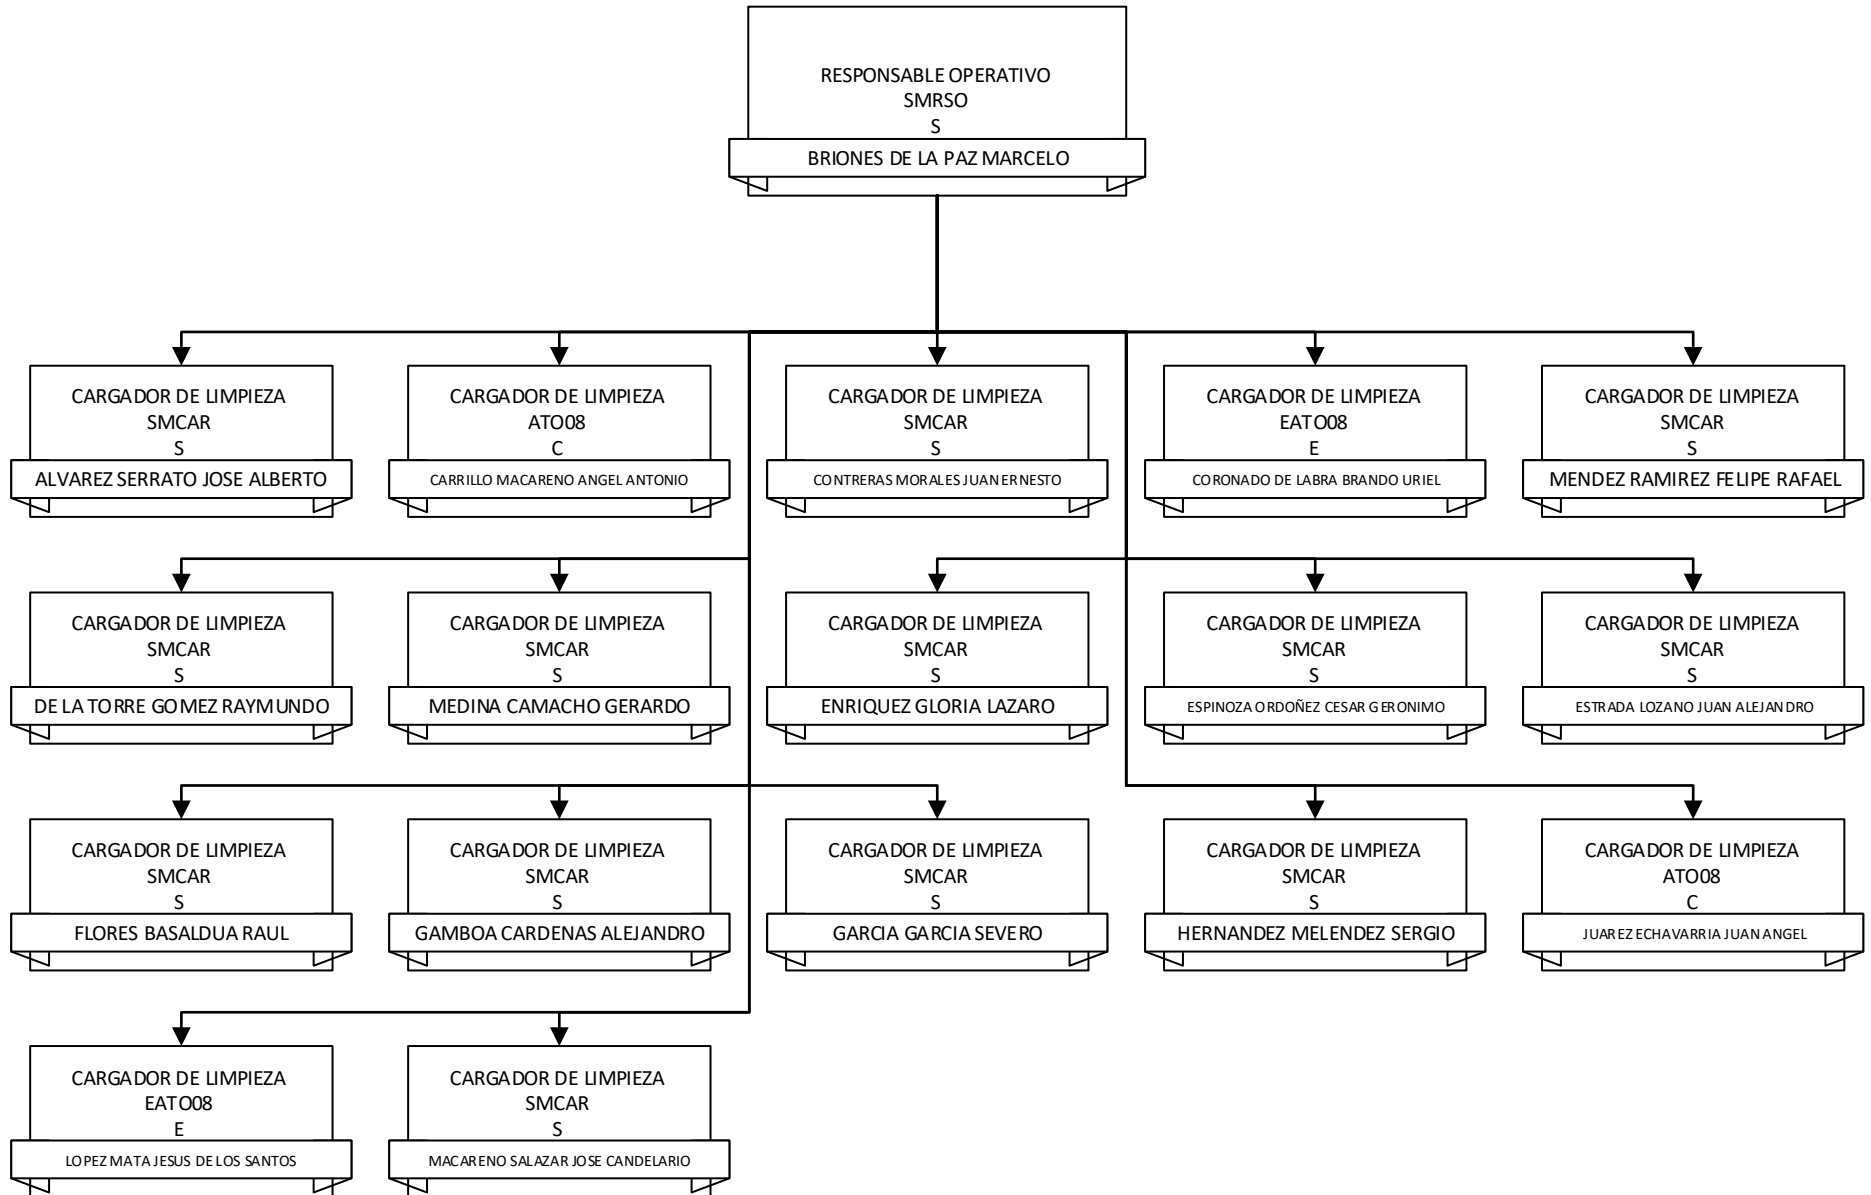 RESPONSABLE OPERATIVO
SMRSO
S
BRIONES DE LA PAZ MARCELO
CARGADOR DE LIMPIEZA
SMCAR
S
ALVAREZ SERRATO JOSE ALBERTO
CARGADOR DE LIMPIEZA
ATO08
C
CARRILLO MACARENO ANGEL ANTONIO
CARGADOR DE LIMPIEZA
SMCAR
S
CONTRERAS MORALES JUAN ERNESTO
CARGADOR DE LIMPIEZA
EATO08
E
CORONADO DE LABRA BRANDO URIEL
CARGADOR DE LIMPIEZA
SMCAR
S
MENDEZ RAMIREZ FELIPE RAFAEL
CARGADOR DE LIMPIEZA
SMCAR
S
DE LA TORRE GOMEZ RAYMUNDO
CARGADOR DE LIMPIEZA
SMCAR
S
MEDINA CAMACHO GERARDO
CARGADOR DE LIMPIEZA
SMCAR
S
ENRIQUEZ GLORIA LAZARO
CARGADOR DE LIMPIEZA
SMCAR
S
ESPINOZA ORDOÑEZ CESAR GERONIMO
CARGADOR DE LIMPIEZA
SMCAR
S
ESTRADA LOZANO JUAN ALEJANDRO
CARGADOR DE LIMPIEZA
SMCAR
S
FLORES BASALDUA RAUL
CARGADOR DE LIMPIEZA
SMCAR
S
GAMBOA CARDENAS ALEJANDRO
CARGADOR DE LIMPIEZA
SMCAR
S
GARCIA GARCIA SEVERO
CARGADOR DE LIMPIEZA
SMCAR
S
HERNANDEZ MELENDEZ SERGIO
CARGADOR DE LIMPIEZA
ATO08
C
JUAREZ ECHAVARRIA JUAN ANGEL
CARGADOR DE LIMPIEZA
EATO08
E
LOPEZ MATA JESUS DE LOS SANTOS
CARGADOR DE LIMPIEZA
SMCAR
S
MACARENO SALAZAR JOSE CANDELARIO